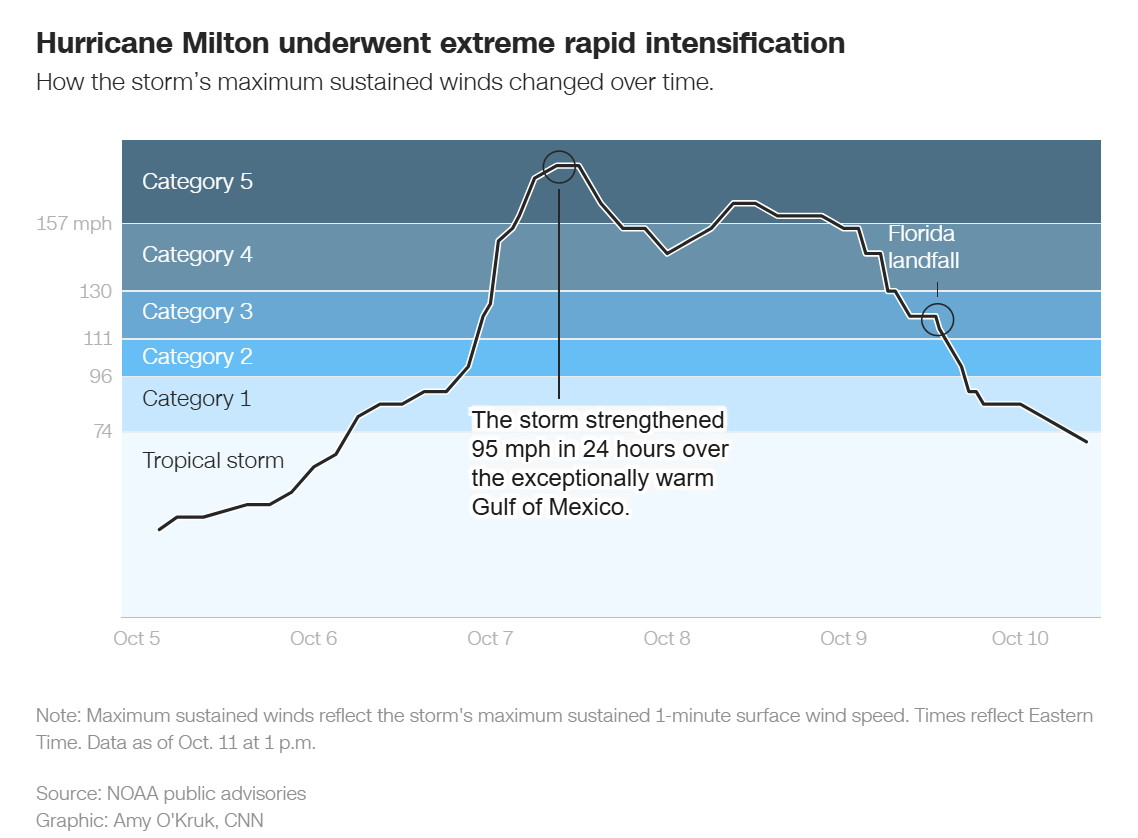 Hurricane Milton underwent extreme rapid intensification
How the storm’s maximum sustained winds changed over time.
Category 5
157 mph
Florida
landfall
Category 4
130
Category 3
111
Category 2
96
Category 1
74
The storm strengthened
95 mph in 24 hours over
the exceptionally warm
Gulf of Mexico.
Tropical storm
Oct 5 Oct 6 Oct 7 Oct 8 Oct 9 Oct 10
Note: Maximum sustained winds reflect the storm's maximum sustained 1-minute surface wind speed. Times reflect Eastern
Time. Data as of Oct. 11 at 1 p.m.
Source: NOAA public advisories
Graphic: Amy O'Kruk, CNN